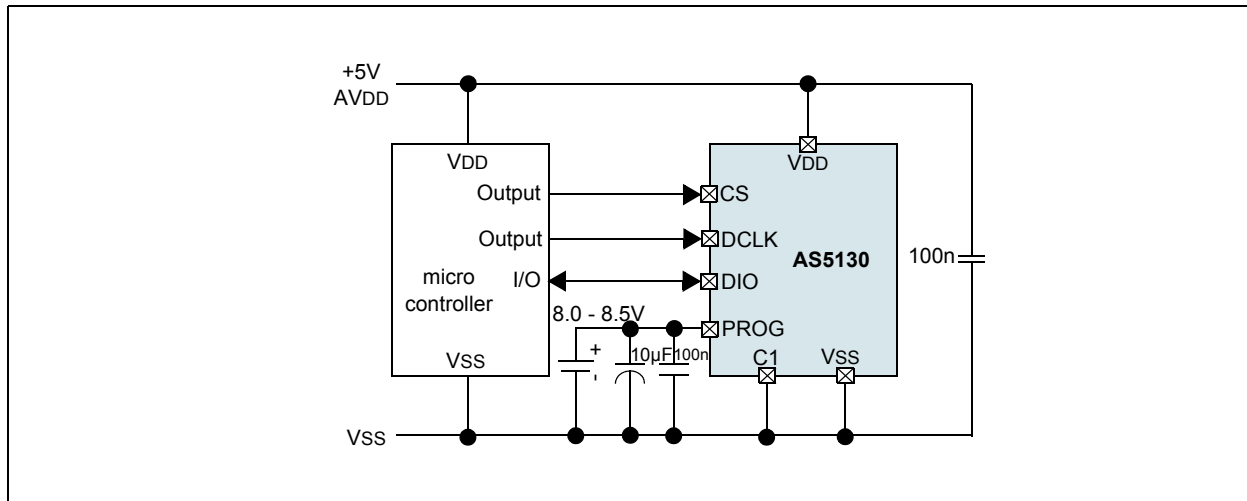 +5V
AVDD
VDD
VDD
Output
CS
Output
DCLK
AS5130
100n
micro
controller
I/O
DIO
8.0 - 8.5V
PROG
+
10µF
100n
C1
VSS
VSS
-
VSS